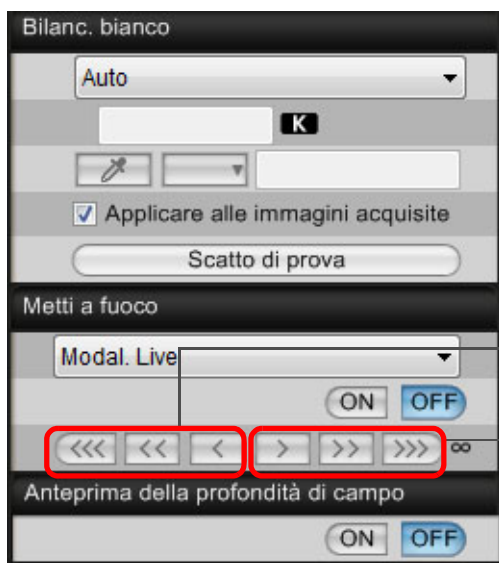 Bilanc. bianco
Auto
K
Applicare alle immagini acquisite
Scatto di prova
Metti a fuoco
Modal. Live
ON OFF
<<< << < > >> >>> ∞
Anteprima della profondità di campo
ON OFF